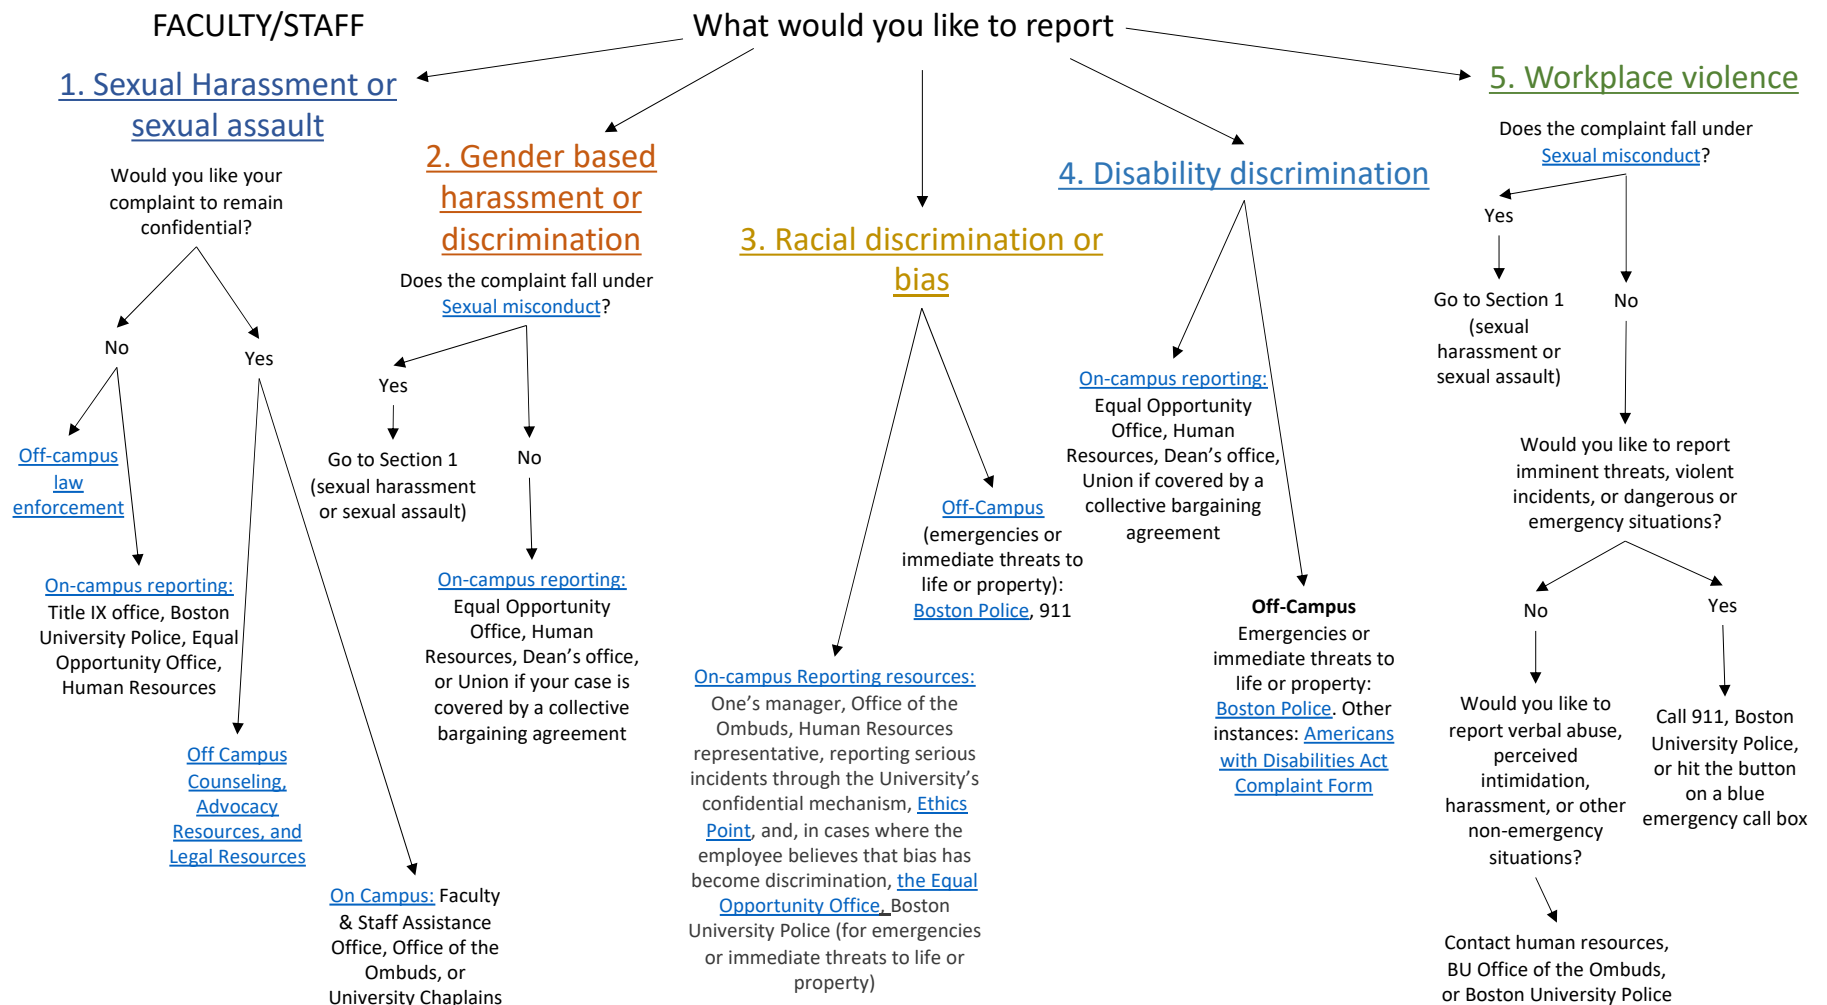 FACULTY/STAFF
What would you like to report
1. Sexual Harassment or
sexual assault
Would you like your
complaint to remain
confidential?
No
Yes
Off-campus
law
enforcement
On-campus reporting:
Title IX office, Boston
University Police, Equal
Opportunity Office,
Human Resources
Off Campus
Counseling,
Advocacy
Resources, and
Legal Resources
On Campus: Faculty
& Staff Assistance
Office, Office of the
Ombuds, or
University Chaplains
2. Gender based
harassment or
discrimination
Does the complaint fall under
Sexual misconduct?
Yes
No
Go to Section 1
(sexual harassment
or sexual assault)
On-campus reporting:
Equal Opportunity
Office, Human
Resources, Dean’s office,
or Union if your case is
covered by a collective
bargaining agreement
3. Racial discrimination or
bias
Off-Campus
(emergencies or
immediate threats to
life or property):
Boston Police, 911
On-campus Reporting resources:
One’s manager, Office of the
Ombuds, Human Resources
representative, reporting serious
incidents through the University’s
confidential mechanism, Ethics
Point, and, in cases where the
employee believes that bias has
become discrimination, the Equal
Opportunity Office, Boston
University Police (for emergencies
or immediate threats to life or
property)
4. Disability discrimination
On-campus reporting:
Equal Opportunity
Office, Human
Resources, Dean’s office,
Union if covered by a
collective bargaining
agreement
Off-Campus
Emergencies or
immediate threats to
life or property:
Boston Police. Other
instances: Americans
with Disabilities Act
Complaint Form
5. Workplace violence
Does the complaint fall under
Sexual misconduct?
Yes
No
Go to Section 1
(sexual
harassment or
sexual assault)
Would you like to report
imminent threats, violent
incidents, or dangerous or
emergency situations?
No
Yes
Would you like to
report verbal abuse,
perceived
intimidation,
harassment, or other
non-emergency
situations?
Call 911, Boston
University Police,
or hit the button
on a blue
emergency call box
Contact human resources,
BU Office of the Ombuds,
or Boston University Police